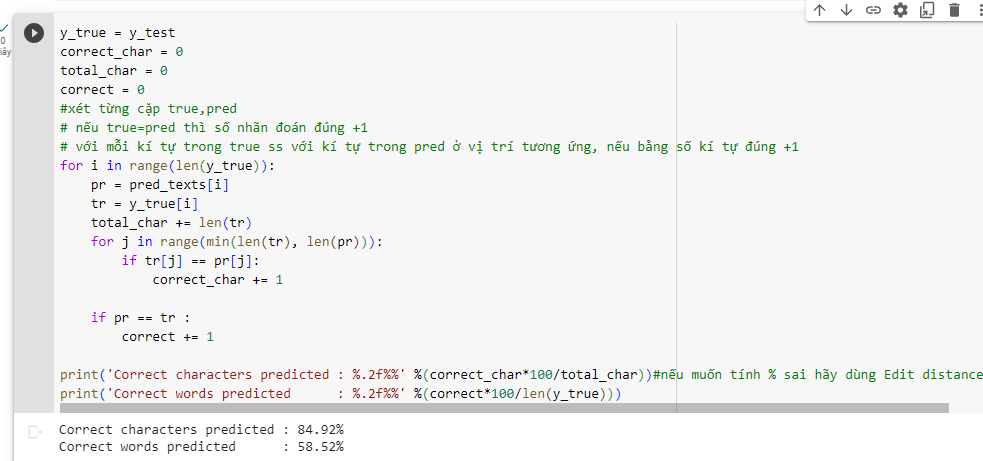 0
iây
y_true = y_test
correct_char = 0
total_char = 0
correct = 0
#xét từng cặp true,pred
# nếu true=pred thì số nhãn đoán đúng +1
# với mỗi kí tự trong true ss với kí tự trong pred ở vị trí tương ứng, nếu bằng số kí tự đúng +1
for i in range(len(y_true)):
    pr = pred_texts[i]
    tr = y_true[i]
    total_char += len(tr)
    for j in range(min(len(tr), len(pr))):
        if tr[j] == pr[j]:
            correct_char += 1
    if pr == tr :
        correct += 1
print('Correct characters predicted : %.2f%%' %(correct_char*100/total_char))#nếu muốn tính % sai hãy dùng Edit distance
print('Correct words predicted      : %.2f%%' %(correct*100/len(y_true)))
Correct characters predicted : 84.92%
Correct words predicted      : 58.52%